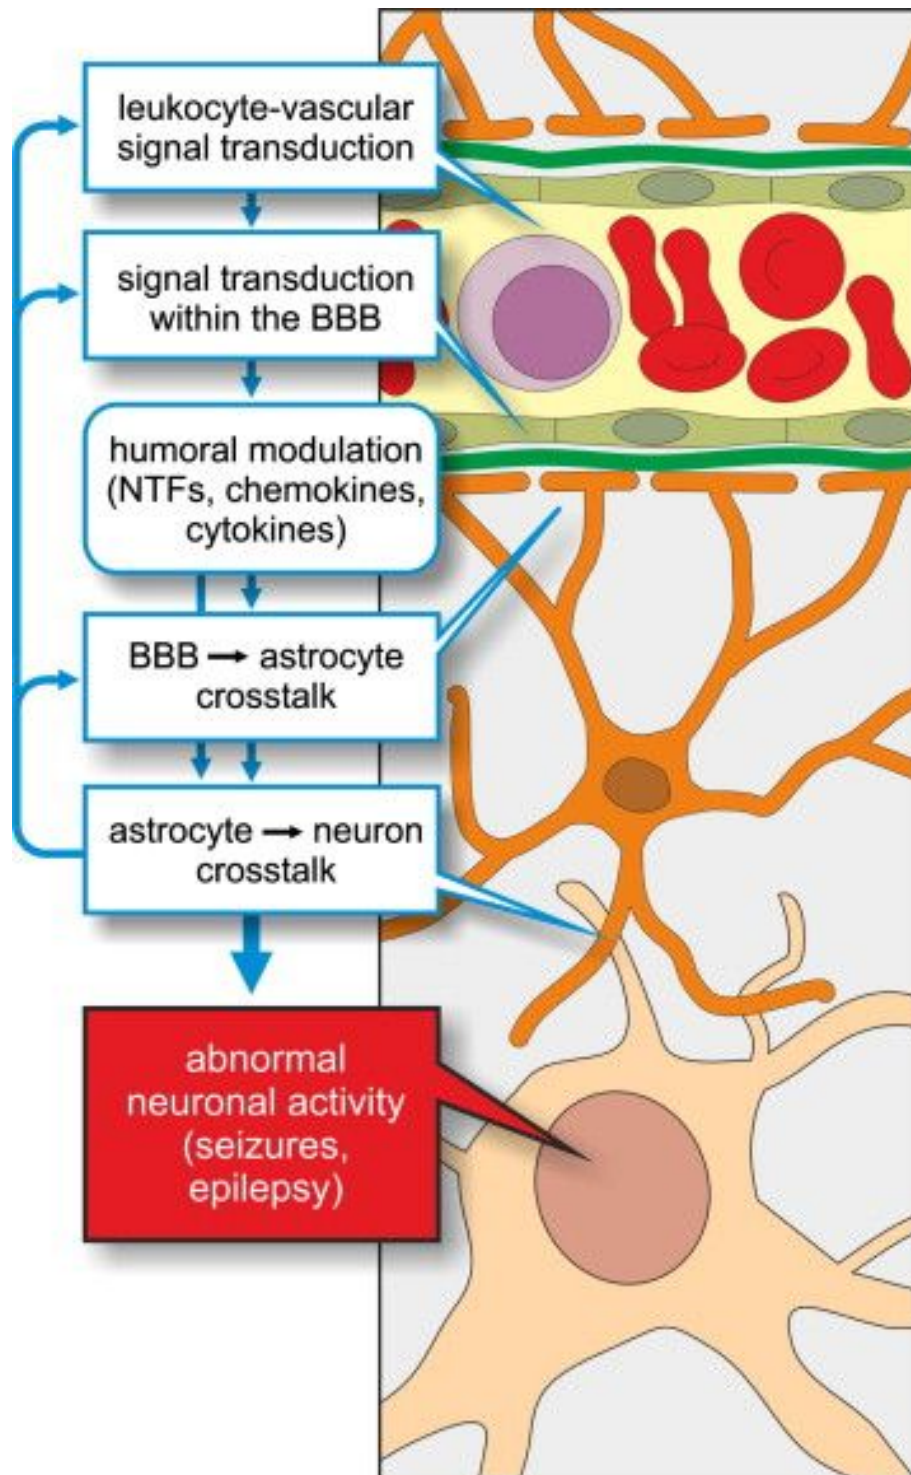 leukocyte-vascular
signal transduction
signal transduction
within the BBB
humoral modulation
(NTFs, chemokines,
cytokines)
BBB → astrocyte
crosstalk
astrocyte → neuron
crosstalk
abnormal
neuronal activity
(seizures,
epilepsy)